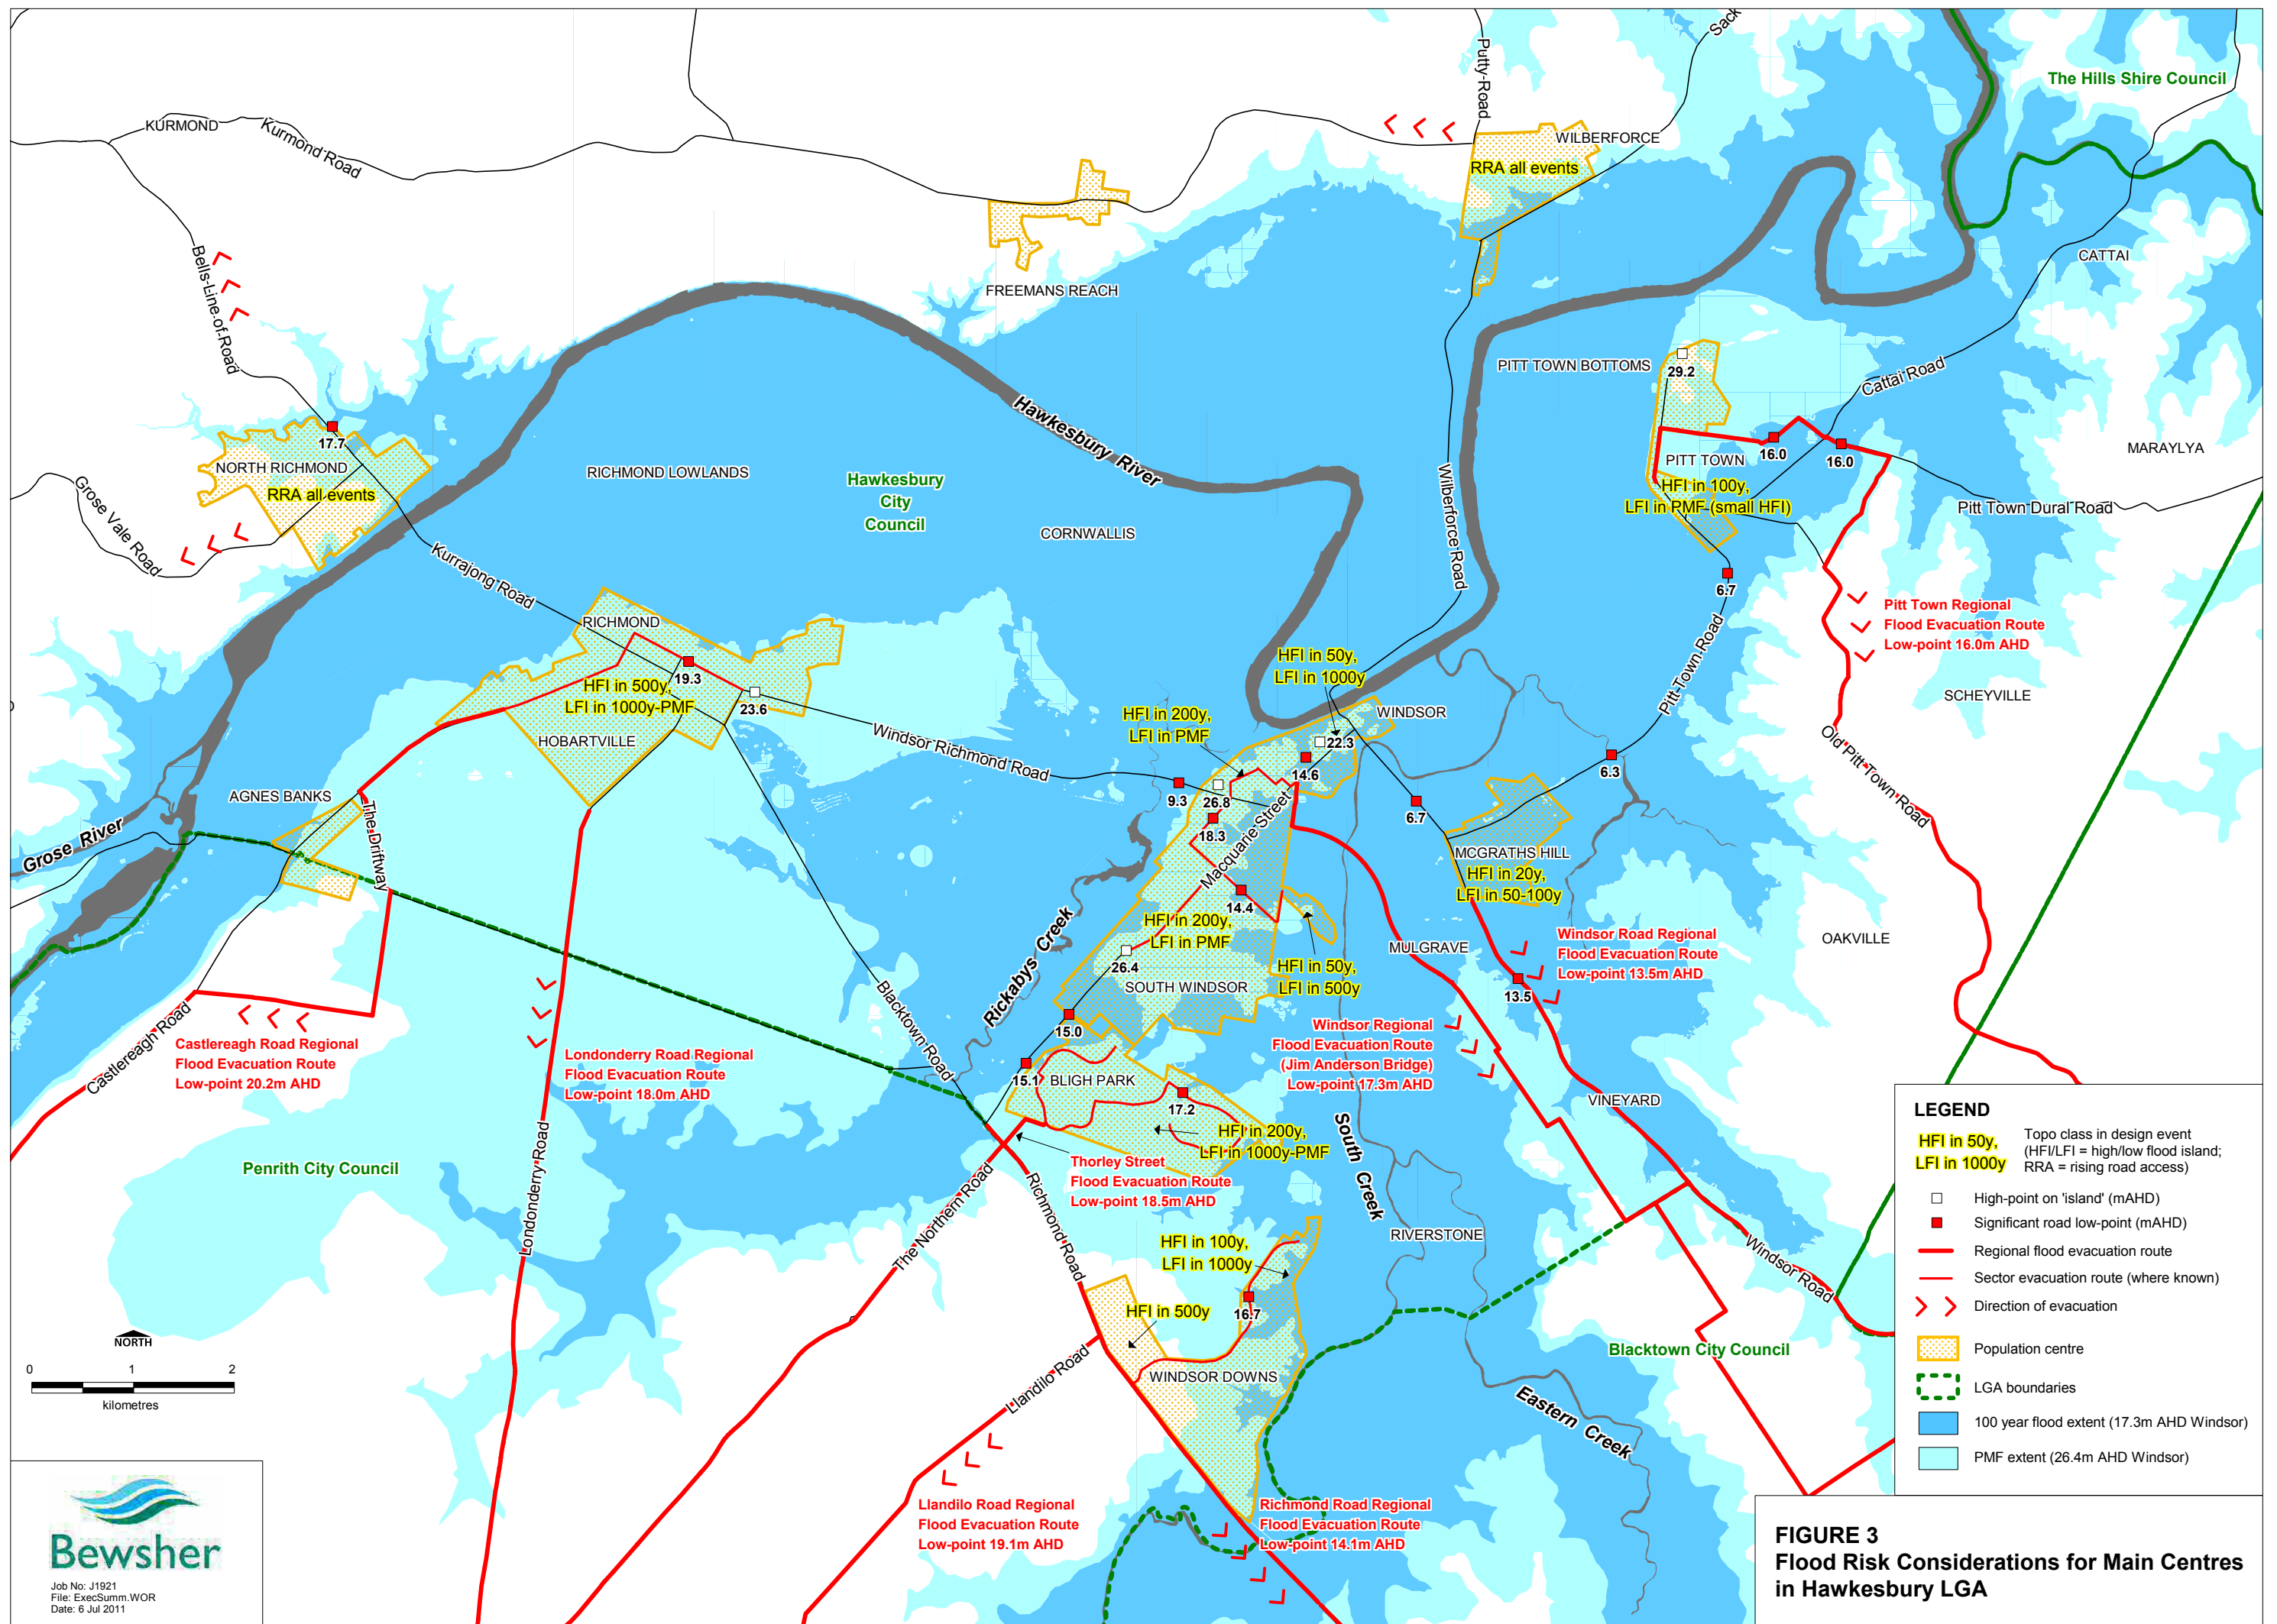 Sack
Putty Road
The Hills Shire Council
KURMOND
Kurmond Road
WILBERFORCE
RRA all events
Bells Line of Road
FREEMANS REACH
CATTAI
PITT TOWN BOTTOMS
29.2
Cattai Road
Hawkesbury River
17.7
NORTH RICHMOND
RRA all events
RICHMOND LOWLANDS
Hawkesbury
City
Council
CORNWALLIS
Wilberforce Road
PITT TOWN
16.0
16.0
MARAYLYA
HFI in 100y,
LFI in PMF (small HFI)
Pitt Town Dural Road
Grose Vale Road
Kurrajong Road
6.7
Pitt Town Regional
Flood Evacuation Route
Low-point 16.0m AHD
RICHMOND
19.3
HFI in 500y,
LFI in 1000y-PMF
23.6
HOBARTVILLE
HFI in 50y,
LFI in 1000y
Pitt Town Road
SCHEYVILLE
HFI in 200y,
LFI in PMF
WINDSOR
22.3
14.6
Windsor Richmond Road
6.3
Old Pitt Town Road
AGNES BANKS
The Driftway
9.3
26.8
18.3
Macquarie Street
6.7
Grose River
MCGRATHS HILL
HFI in 20y,
LFI in 50-100y
14.4
HFI in 200y,
LFI in PMF
MULGRAVE
Windsor Road Regional
Flood Evacuation Route
Low-point 13.5m AHD
OAKVILLE
Rickabys Creek
26.4
HFI in 50y,
LFI in 500y
SOUTH WINDSOR
13.5
Blacktown Road
15.0
Windsor Regional
Flood Evacuation Route
(Jim Anderson Bridge)
Low-point 17.3m AHD
Castlereagh Road
Castlereagh Road Regional
Flood Evacuation Route
Low-point 20.2m AHD
Londonderry Road Regional
Flood Evacuation Route
Low-point 18.0m AHD
15.1
BLIGH PARK
17.2
VINEYARD
HFI in 200y,
LFI in 1000y-PMF
South Creek
Penrith City Council
Londonderry Road
Thorley Street
Flood Evacuation Route
Low-point 18.5m AHD
The Northern Road
Richmond Road
RIVERSTONE
HFI in 100y,
LFI in 1000y
Windsor Road
HFI in 500y
16.7
NORTH
0 1 2
kilometres
Llandilo Road
WINDSOR DOWNS
Blacktown City Council
Eastern Creek
Llandilo Road Regional
Flood Evacuation Route
Low-point 19.1m AHD
Richmond Road Regional
Flood Evacuation Route
Low-point 14.1m AHD
LEGEND
HFI in 50y,
LFI in 1000y
Topo class in design event
(HFI/LFI = high/low flood island;
RRA = rising road access)
High-point on 'island' (mAHD)
Significant road low-point (mAHD)
Regional flood evacuation route
Sector evacuation route (where known)
Direction of evacuation
Population centre
LGA boundaries
100 year flood extent (17.3m AHD Windsor)
PMF extent (26.4m AHD Windsor)
Bewsher
Job No: J1921
File: ExecSumm.WOR
Date: 6 Jul 2011
FIGURE 3
Flood Risk Considerations for Main Centres
in Hawkesbury LGA